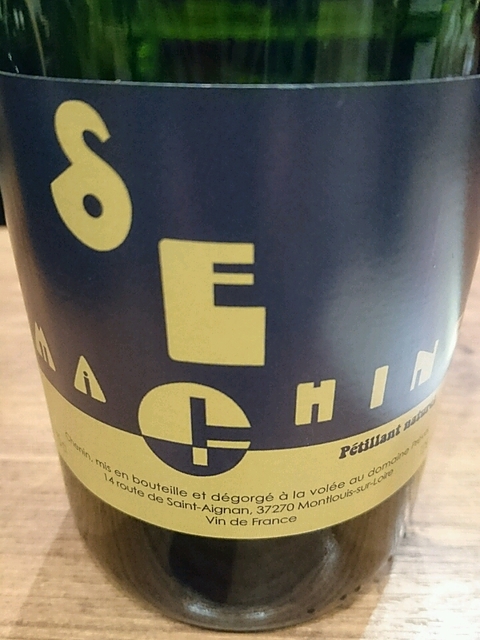 S
E
C
MACHIN
Pétillant
Chenin, mis en bouteille et dégorgé à la volée au domaine
14 route de Saint-Aignan, 37270 Montlouis-sur-Loire
Vin de France